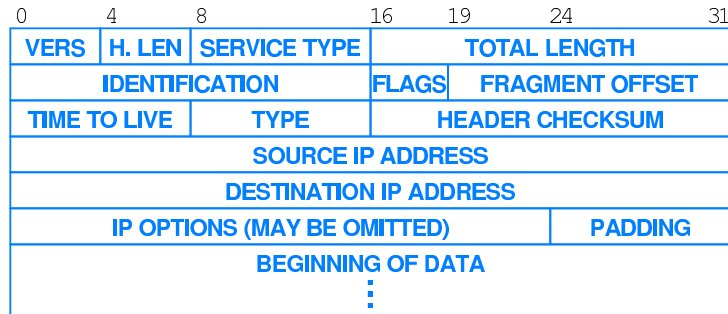 0 4 8 16 19 24 31
VERS H. LEN SERVICE TYPE TOTAL LENGTH
IDENTIFICATION FLAGS FRAGMENT OFFSET
TIME TO LIVE TYPE HEADER CHECKSUM
SOURCE IP ADDRESS
DESTINATION IP ADDRESS
IP OPTIONS (MAY BE OMITTED) PADDING
BEGINNING OF DATA